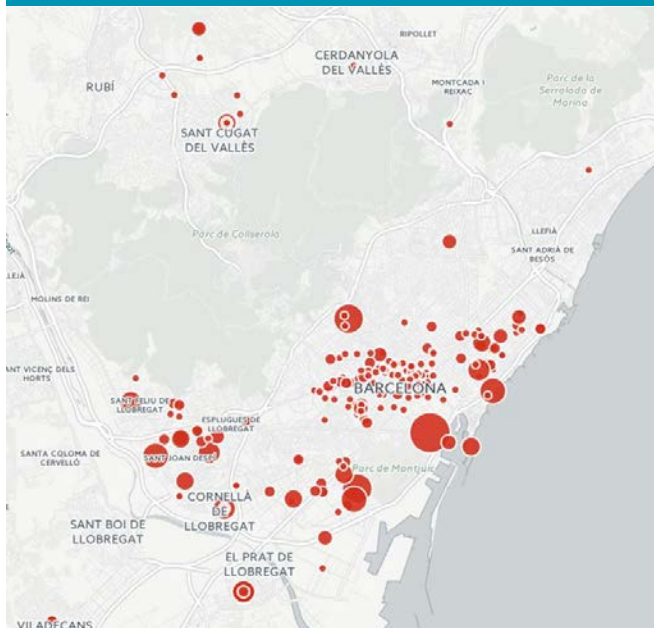 RIPOLLET
CERDANYOLA
DEL VALLÈS
RUBÍ
MONTCADA I
REIXAC
Parc de la
Serralada de
Marina
SANT CUGAT
DEL VALLÈS
Parc de Collserola
LLEFIÀ
SANT ADRIÀ DE
BESÒS
LLEJÀ
MOLINS DE REI
ANT VICENÇ DELS
HORTS
BARCELONA
SANT FELIU DE
LLOBREGAT
ESPLUGUES DE
LLOBREGAT
SANTA COLOMA DE
CERVELLÓ
SANT JOAN DESPÍ
Parc de Montjuïc
CORNELLÀ
DE
LLOBREGAT
SANT BOI DE
LLOBREGAT
EL PRAT DE
LLOBREGAT
VILADECANS